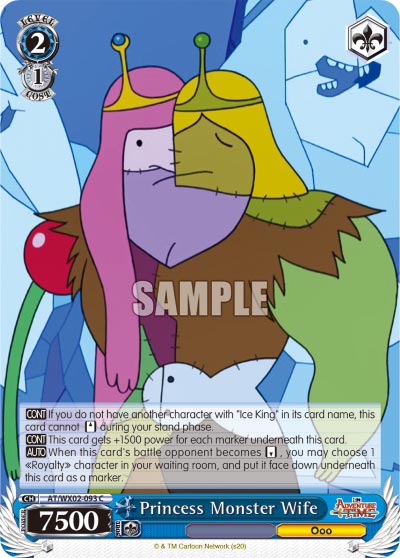 LEVEL
2
1
COST
SAMPLE
CONT If you do not have another character with "Ice King" in its card name, this
card cannot during your stand phase.
CONT This card gets +1500 power for each marker underneath this card.
AUTO When this card's battle opponent becomes , you may choose 1
«Royalty» character in your waiting room, and put it face down underneath
this card as a marker.
CH AT/WX02-093 C
POWER 7500
Princess Monster Wife
ADVENTURE TIME
Ooo
© & TM Cartoon Network (s20)